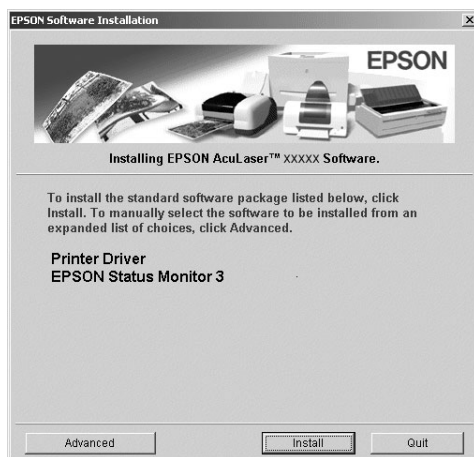 EPSON Software Installation
EPSON
Installing EPSON AcuLaser™ XXXXX Software.
To install the standard software package listed below, click
Install. To manually select the software to be installed from an
expanded list of choices, click Advanced.
Printer Driver
EPSON Status Monitor 3
Advanced
Install
Quit